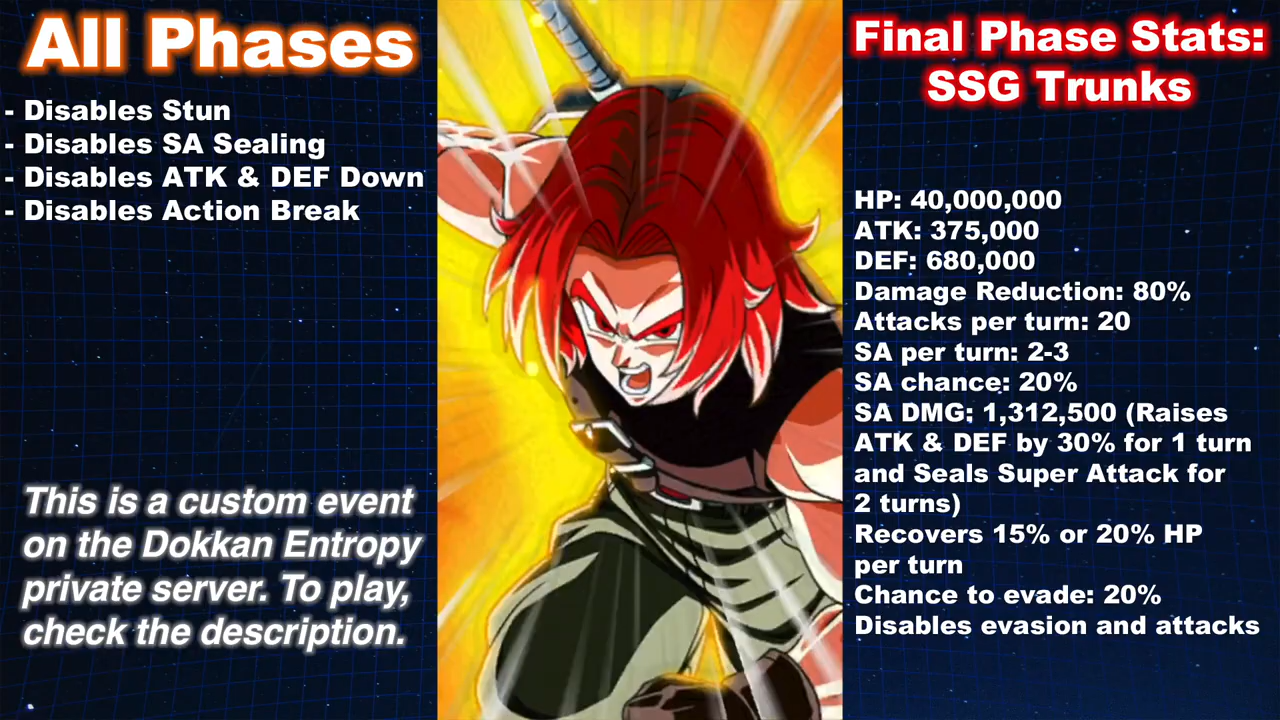 All Phases
- Disables Stun
- Disables SA Sealing
- Disables ATK & DEF Down
- Disables Action Break
This is a custom event
on the Dokkan Entropy
private server. To play,
check the description.
Final Phase Stats:
SSG Trunks
HP: 40,000,000
ATK: 375,000
DEF: 680,000
Damage Reduction: 80%
Attacks per turn: 20
SA per turn: 2-3
SA chance: 20%
SA DMG: 1,312,500 (Raises
ATK & DEF by 30% for 1 turn
and Seals Super Attack for
2 turns)
Recovers 15% or 20% HP
per turn
Chance to evade: 20%
Disables evasion and attacks